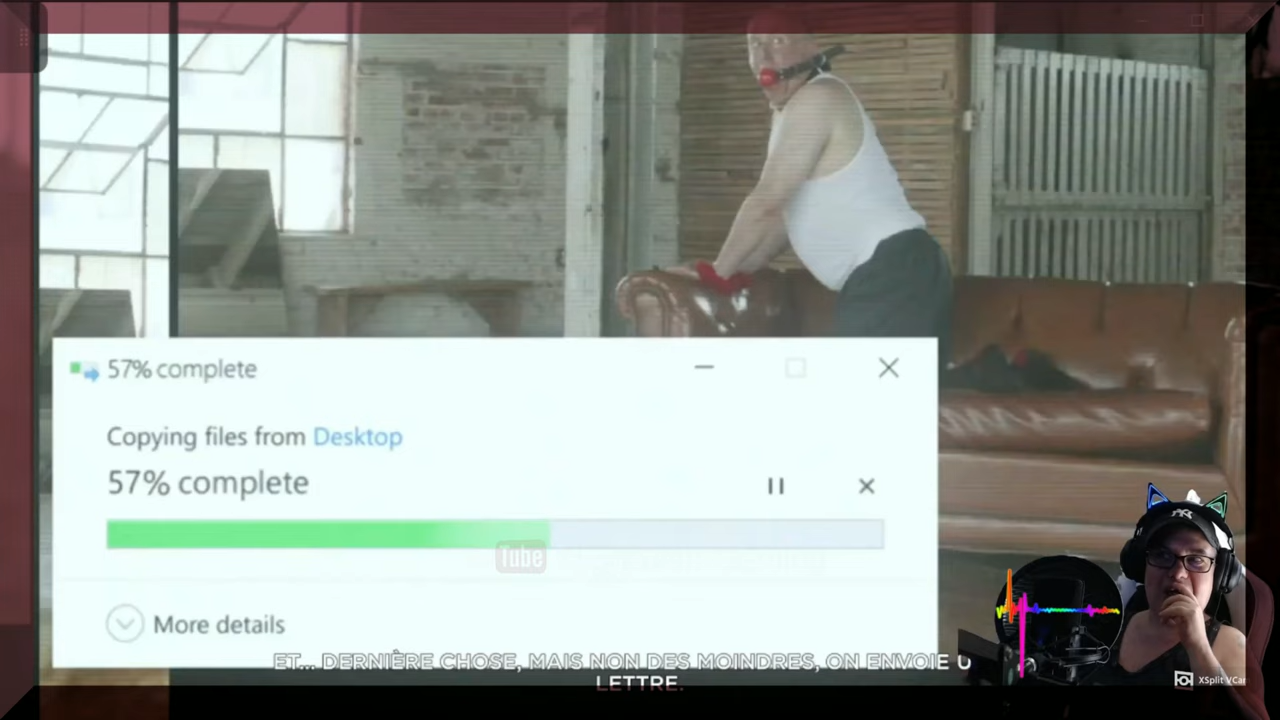 57% complete
Copying files from Desktop
57% complete
Tube
More details
ET... DERNIÈRE CHOSE, MAIS NON DES MOINDRES, ON ENVOIE U
LETTRE.
XSplit VCam